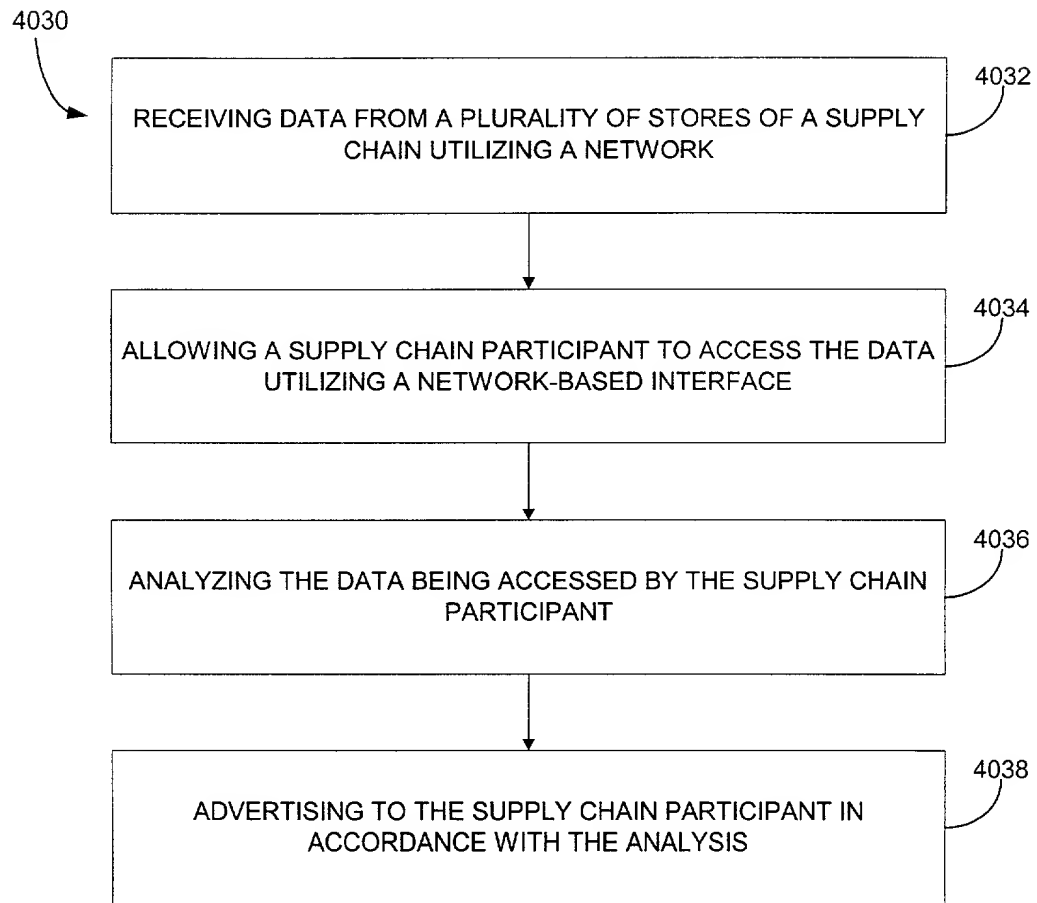 4030
4032
RECEIVING DATA FROM A PLURALITY OF STORES OF A SUPPLY
CHAIN UTILIZING A NETWORK
4034
ALLOWING A SUPPLY CHAIN PARTICIPANT TO ACCESS THE DATA
UTILIZING A NETWORK-BASED INTERFACE
4036
ANALYZING THE DATA BEING ACCESSED BY THE SUPPLY CHAIN
PARTICIPANT
4038
ADVERTISING TO THE SUPPLY CHAIN PARTICIPANT IN
ACCORDANCE WITH THE ANALYSIS